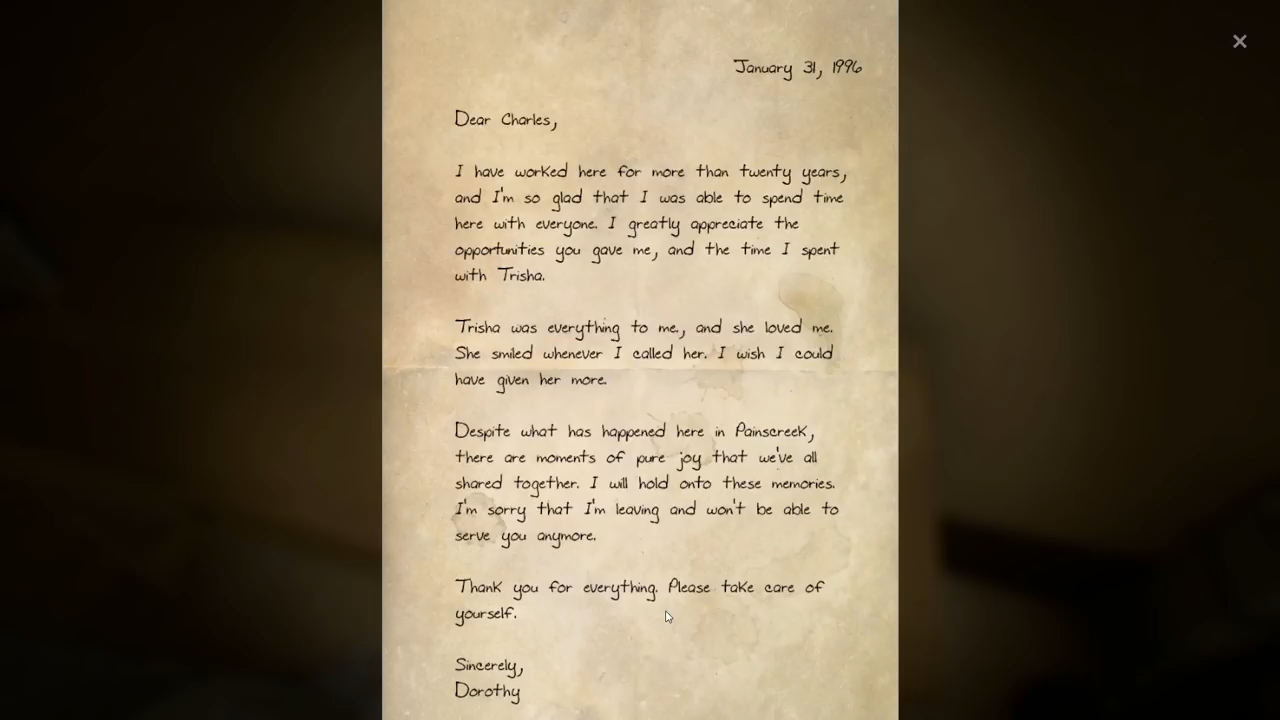 January 31, 1996
Dear Charles,
I have worked here for more than twenty years,
and I'm so glad that I was able to spend time
here with everyone. I greatly appreciate the
opportunities you gave me, and the time I spent
with Trisha.
Trisha was everything to me., and she loved me.
She smiled whenever I called her. I wish I could
have given her more.
Despite what has happened here in Painscreek,
there are moments of pure joy that we've all
shared together. I will hold onto these memories.
I'm sorry that I'm leaving and won't be able to
serve you anymore.
Thank you for everything. Please take care of
yourself.
Sincerely,
Dorothy